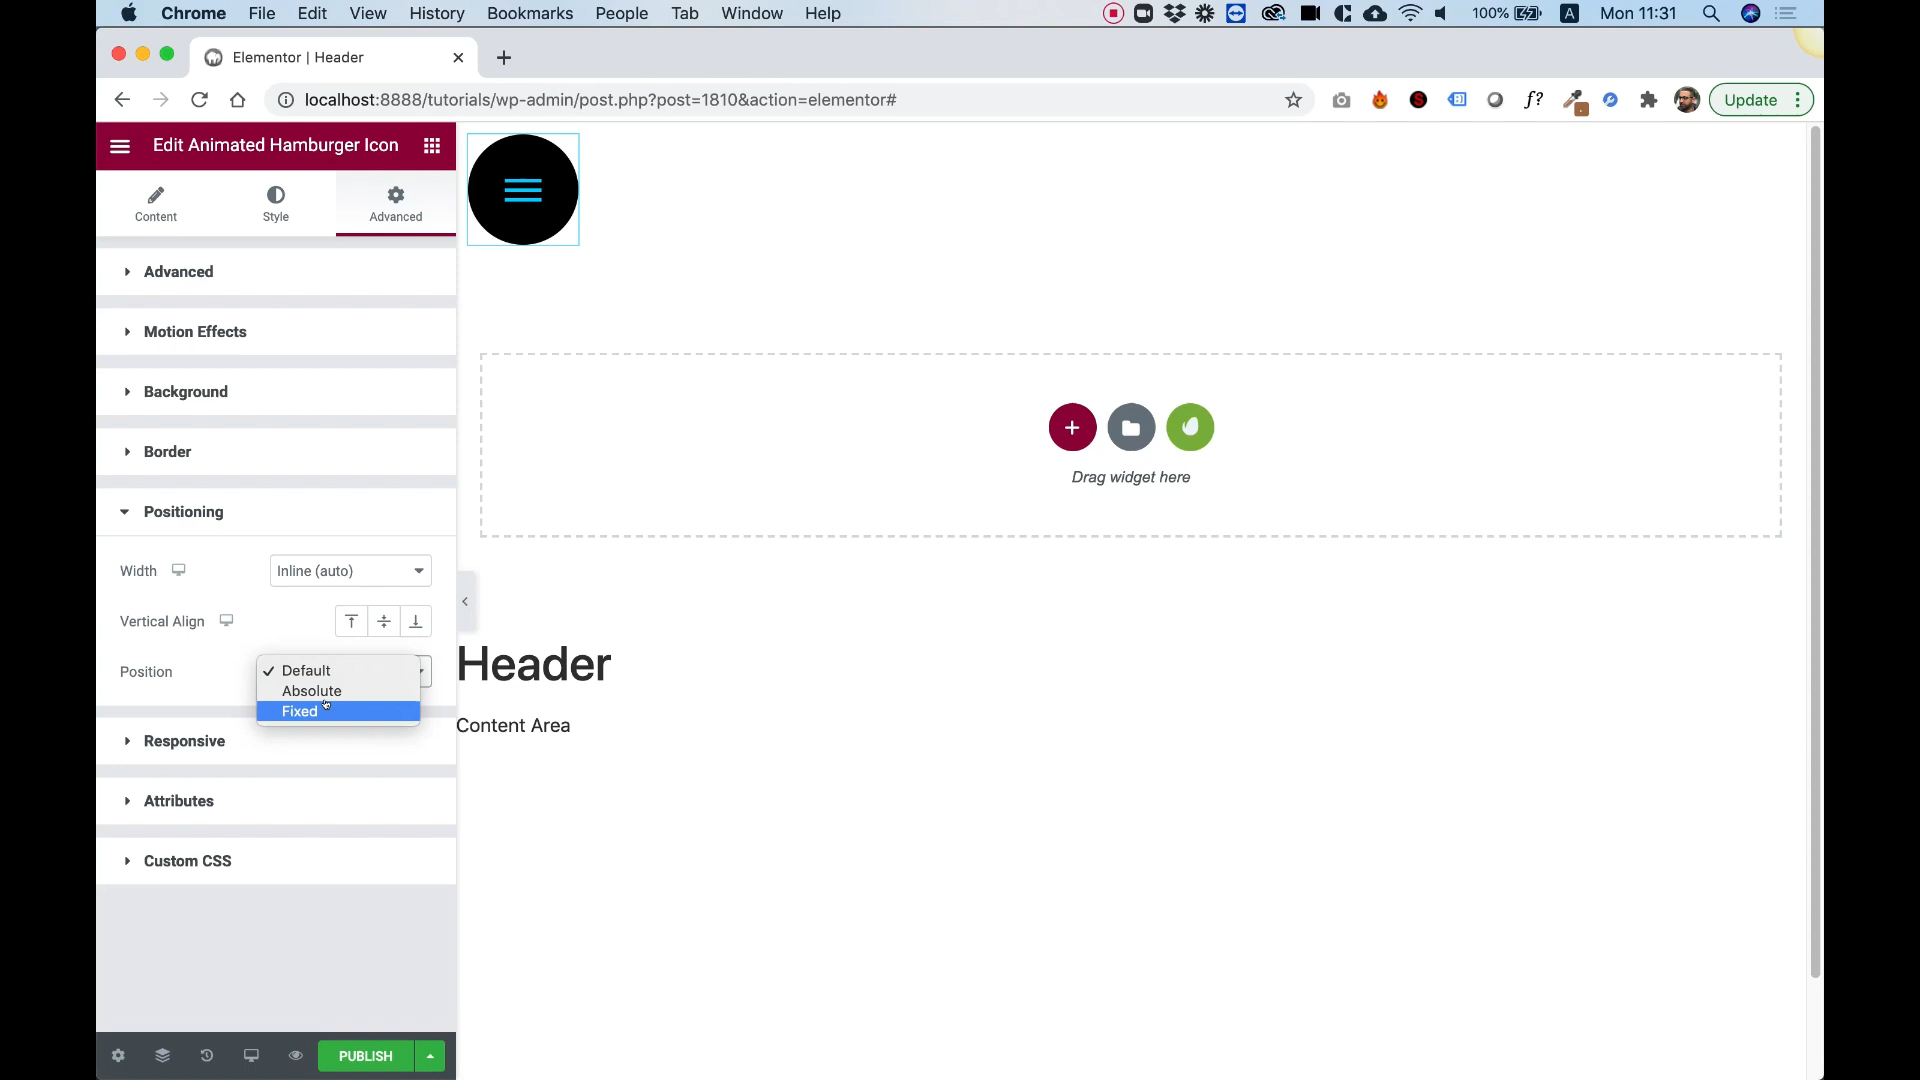 Chrome File Edit View History Bookmarks People Tab Window Help 100% A Mon 11:31
Elementor | Header
localhost:8888/tutorials/wp-admin/post.php?post=1810&action=elementor#
f? Update
Edit Animated Hamburger Icon
Content Style Advanced
Advanced
Motion Effects
Background
Border
Positioning
Width Inline (auto)
Vertical Align
Position
Default
Absolute
Fixed
Responsive
Attributes
Custom CSS
PUBLISH
Drag widget here
Header
Content Area